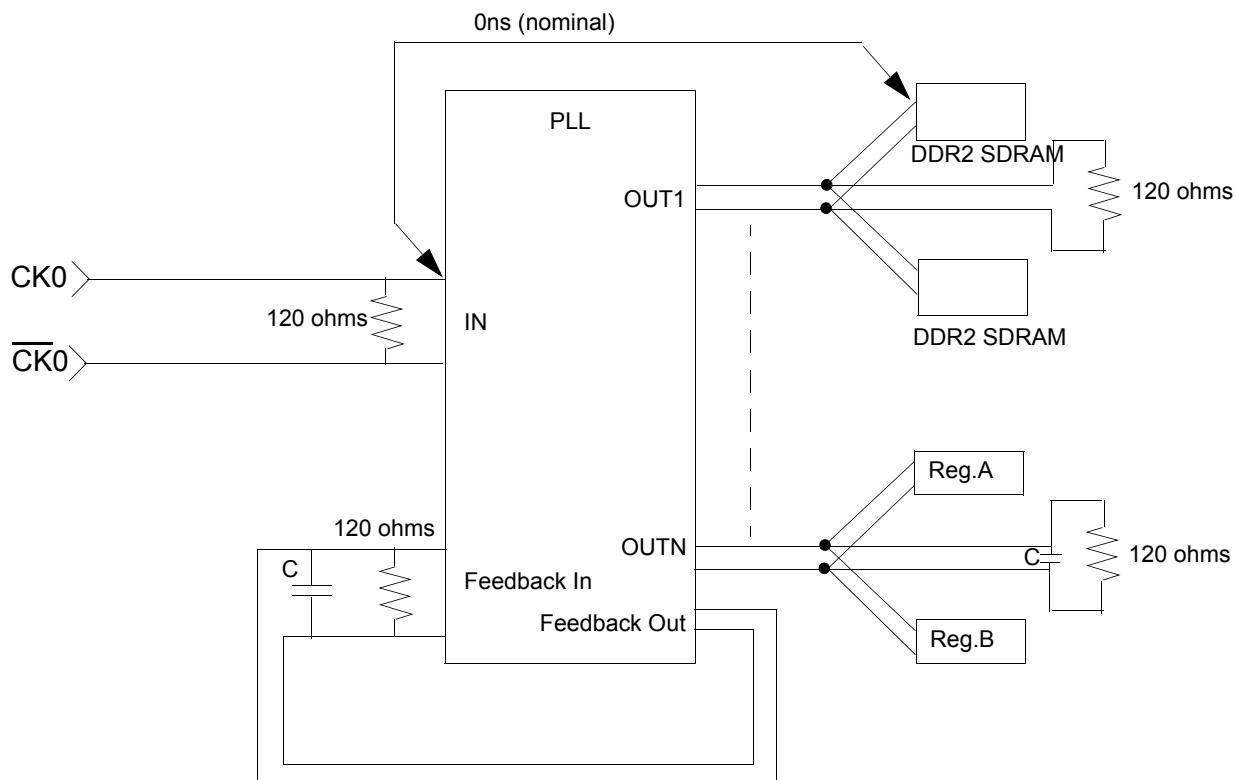 0ns (nominal)
PLL
DDR2 SDRAM
OUT1
120 ohms
CK0
120 ohms
IN
C̅K̅0
DDR2 SDRAM
Reg.A
120 ohms
OUTN
C
120 ohms
C
Feedback In
Feedback Out
Reg.B